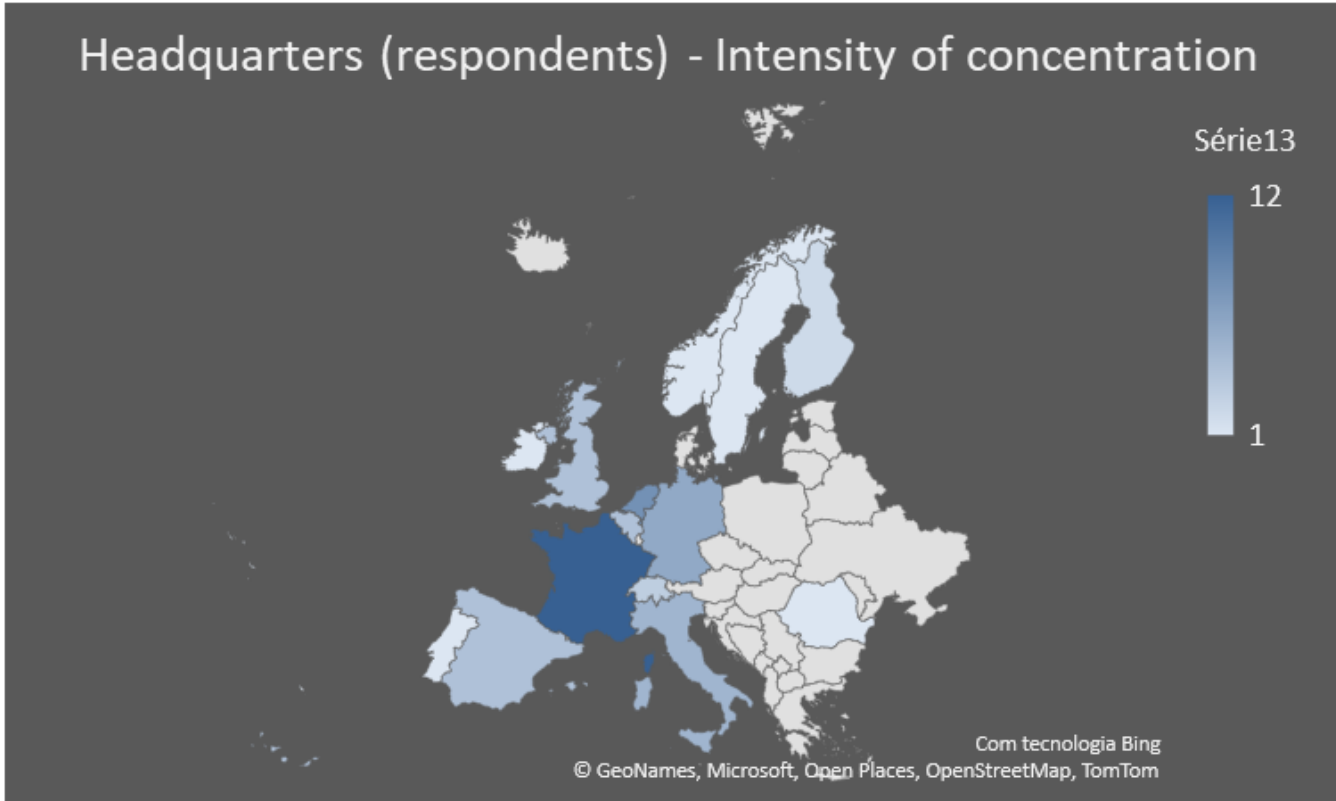 Headquarters (respondents) - Intensity of concentration
Série13
12
1
Com tecnologia Bing
© GeoNames, Microsoft, Open Places, OpenStreetMap, TomTom